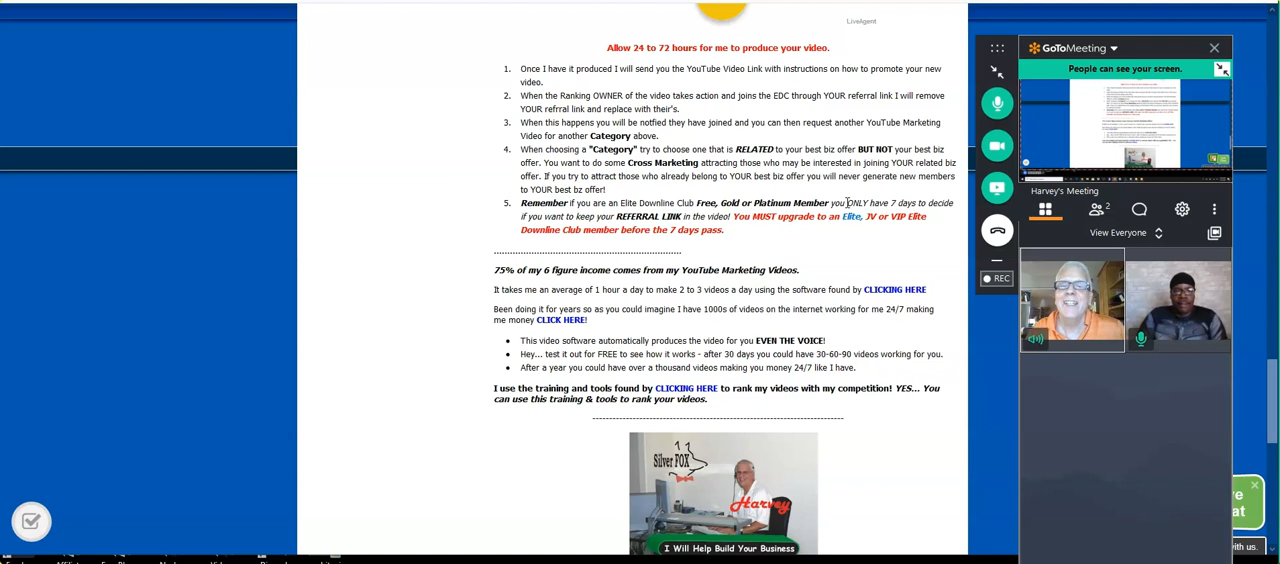 LiveAgent
Allow 24 to 72 hours for me to produce your video.
1. Once I have it produced I will send you the YouTube Video Link with instructions on how to promote your new
video.
2. When the Ranking OWNER of the video takes action and joins the EDC through YOUR referral link I will remove
YOUR refrral link and replace with their's.
3. When this happens you will be notfied they have joined and you can then request another YouTube Marketing
Video for another Category above.
4. When choosing a "Category" try to choose one that is RELATED to your best biz offer BUT NOT your best biz
offer. You want to do some Cross Marketing attracting those who may be interested in joining YOUR related biz
offer. If you try to attract those who already belong to YOUR best biz offer you will never generate new members
to YOUR best bz offer!
5. Remember if you are an Elite Downline Club Free, Gold or Platinum Member you ONLY have 7 days to decide
if you want to keep your REFERRAL LINK in the video! You MUST upgrade to an Elite, JV or VIP Elite
Downline Club member before the 7 days pass.
75% of my 6 figure income comes from my YouTube Marketing Videos.
It takes me an average of 1 hour a day to make 2 to 3 videos a day using the software found by CLICKING HERE
Been doing it for years so as you could imagine I have 1000s of videos on the internet working for me 24/7 making
me money CLICK HERE!
• This video software automatically produces the video for you EVEN THE VOICE!
• Hey... test it out for FREE to see how it works - after 30 days you could have 30-60-90 videos working for you.
• After a year you could have over a thousand videos making you money 24/7 like I have.
I use the training and tools found by CLICKING HERE to rank my videos with my competition! YES... You
can use this training & tools to rank your videos.
Silver FOX
Harvey
I Will Help Build Your Business
GoToMeeting
People can see your screen.
Harvey's Meeting
2
View Everyone
REC
with us.